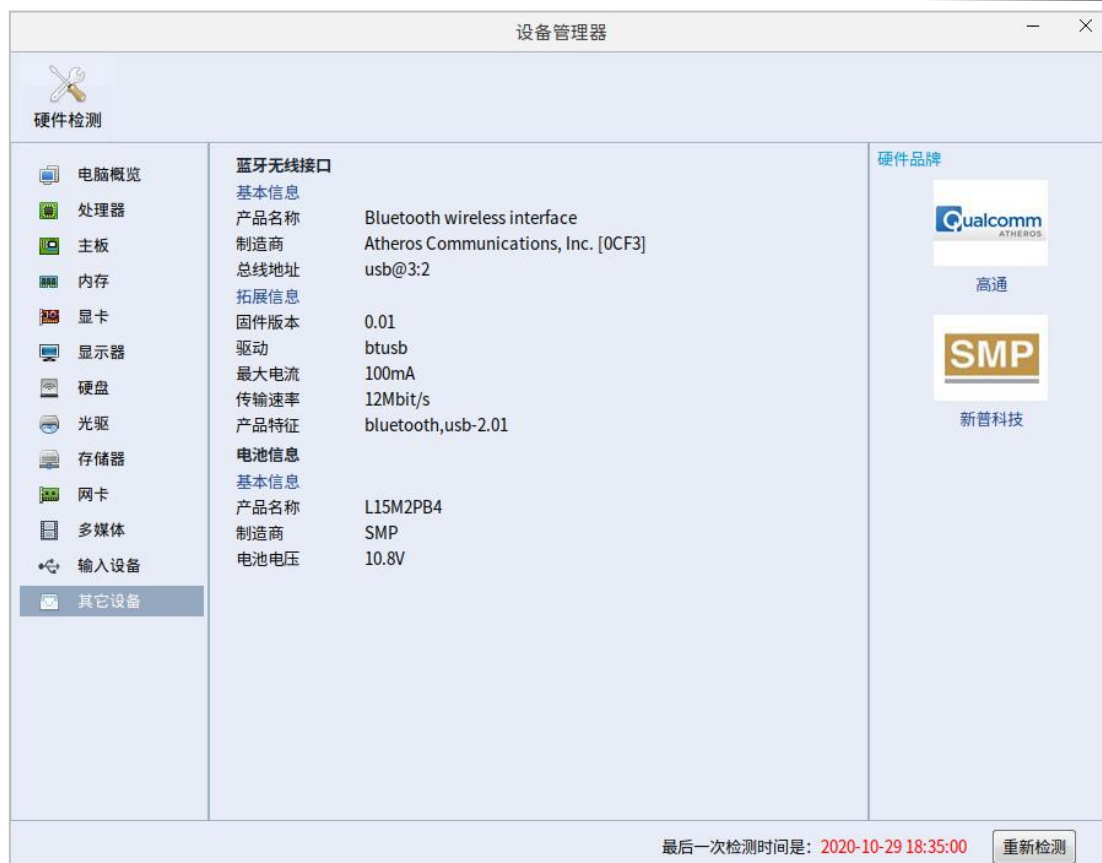 设备管理器
硬件检测
电脑概览
处理器
主板
内存
显卡
显示器
硬盘
光驱
存储器
网卡
多媒体
输入设备
其它设备
蓝牙无线接口
基本信息
产品名称 Bluetooth wireless interface
制造商 Atheros Communications, Inc. [0CF3]
总线地址 usb@3:2
拓展信息
固件版本 0.01
驱动 btusb
最大电流 100mA
传输速率 12Mbit/s
产品特征 bluetooth,usb-2.01
电池信息
基本信息
产品名称 L15M2PB4
制造商 SMP
电池电压 10.8V
硬件品牌
Qualcomm
ATHEROS
高通
SMP
新普科技
最后一次检测时间是：2020-10-29 18:35:00 重新检测